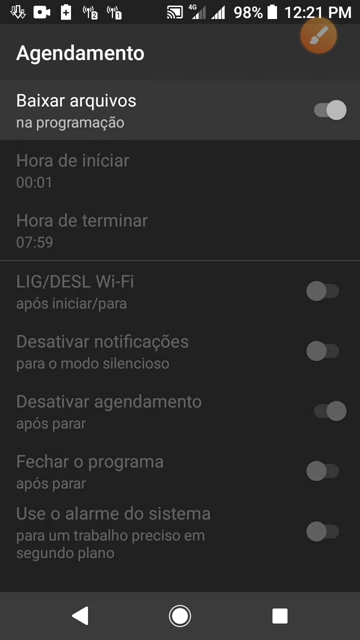 4G 98% 12:21 PM
Agendamento
Baixar arquivos
na programação
Hora de iníciar
00:01
Hora de terminar
07:59
LIG/DESL Wi-Fi
após iniciar/para
Desativar notificações
para o modo silencioso
Desativar agendamento
após parar
Fechar o programa
após parar
Use o alarme do sistema
para um trabalho preciso em
segundo plano